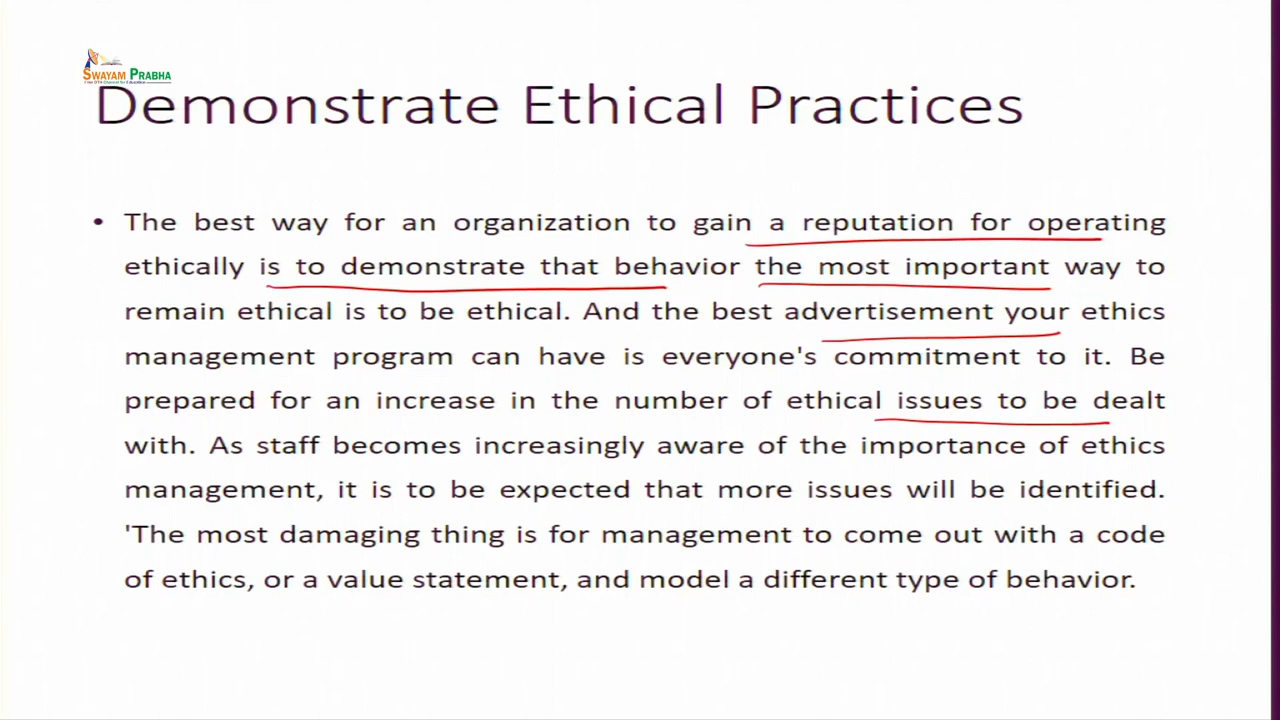 SWAYAM PRABHA
Demonstrate Ethical Practices
• The best way for an organization to gain a reputation for operating
ethically is to demonstrate that behavior the most important way to
remain ethical is to be ethical. And the best advertisement your ethics
management program can have is everyone's commitment to it. Be
prepared for an increase in the number of ethical issues to be dealt
with. As staff becomes increasingly aware of the importance of ethics
management, it is to be expected that more issues will be identified.
'The most damaging thing is for management to come out with a code
of ethics, or a value statement, and model a different type of behavior.